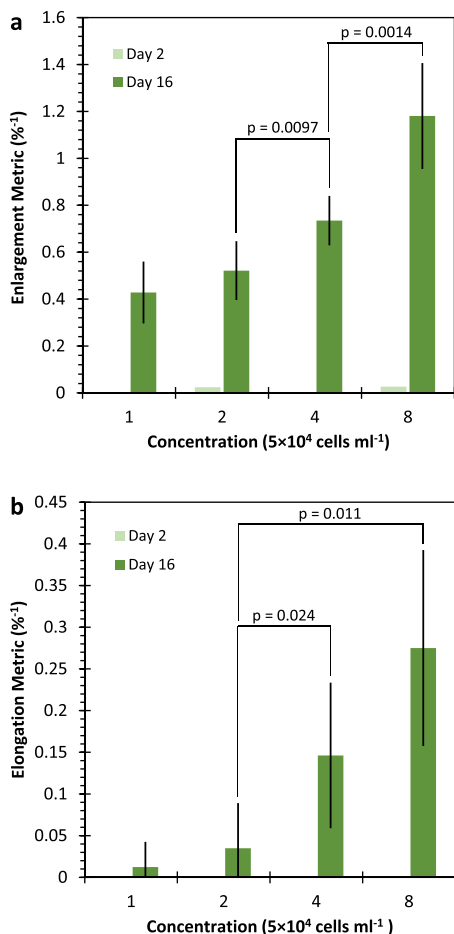 a
1.6
1.4
1.2
1
0.8
0.6
0.4
0.2
0
Enlargement Metric (%⁻¹)
Day 2
Day 16
p = 0.0014
p = 0.0097
1 2 4 8
Concentration (5×10⁴ cells ml⁻¹)
b
0.45
0.4
0.35
0.3
0.25
0.2
0.15
0.1
0.05
0
Elongation Metric (%⁻¹)
Day 2
Day 16
p = 0.011
p = 0.024
1 2 4 8
Concentration (5×10⁴ cells ml⁻¹ )